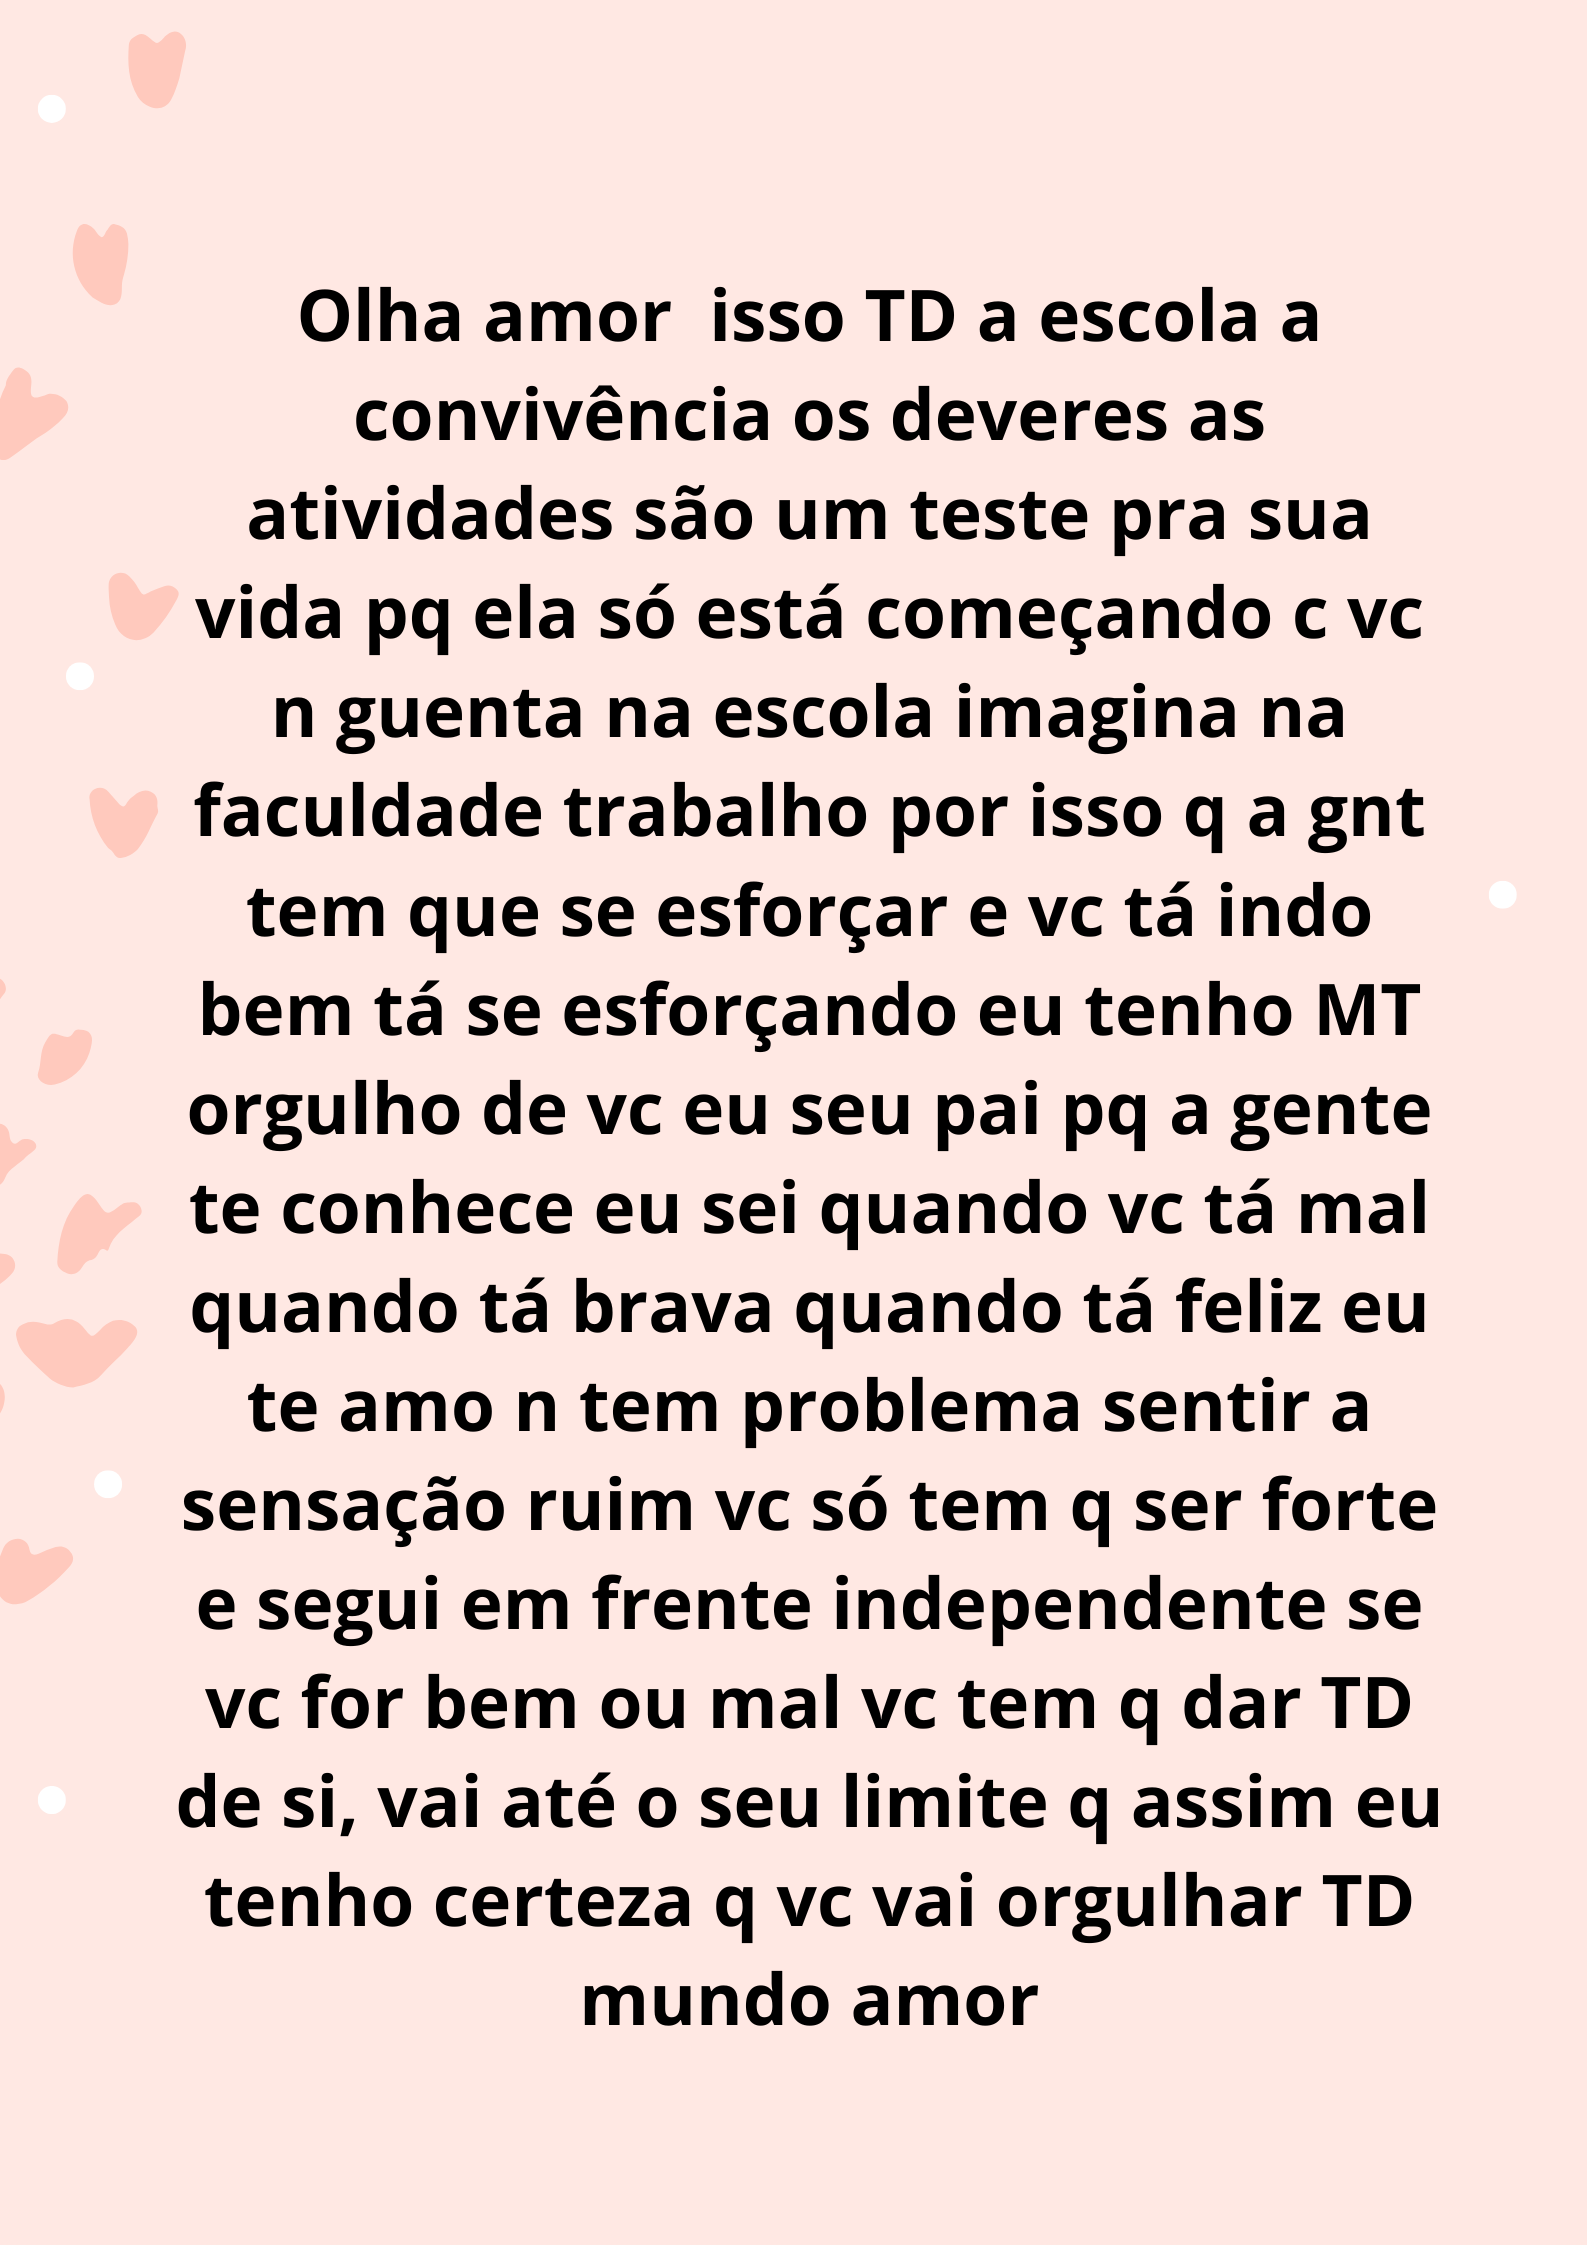 Olha amor  isso TD a escola a
convivência os deveres as
atividades são um teste pra sua
vida pq ela só está começando c vc
n guenta na escola imagina na
faculdade trabalho por isso q a gnt
tem que se esforçar e vc tá indo
bem tá se esforçando eu tenho MT
orgulho de vc eu seu pai pq a gente
te conhece eu sei quando vc tá mal
quando tá brava quando tá feliz eu
te amo n tem problema sentir a
sensação ruim vc só tem q ser forte
e segui em frente independente se
vc for bem ou mal vc tem q dar TD
de si, vai até o seu limite q assim eu
tenho certeza q vc vai orgulhar TD
mundo amor